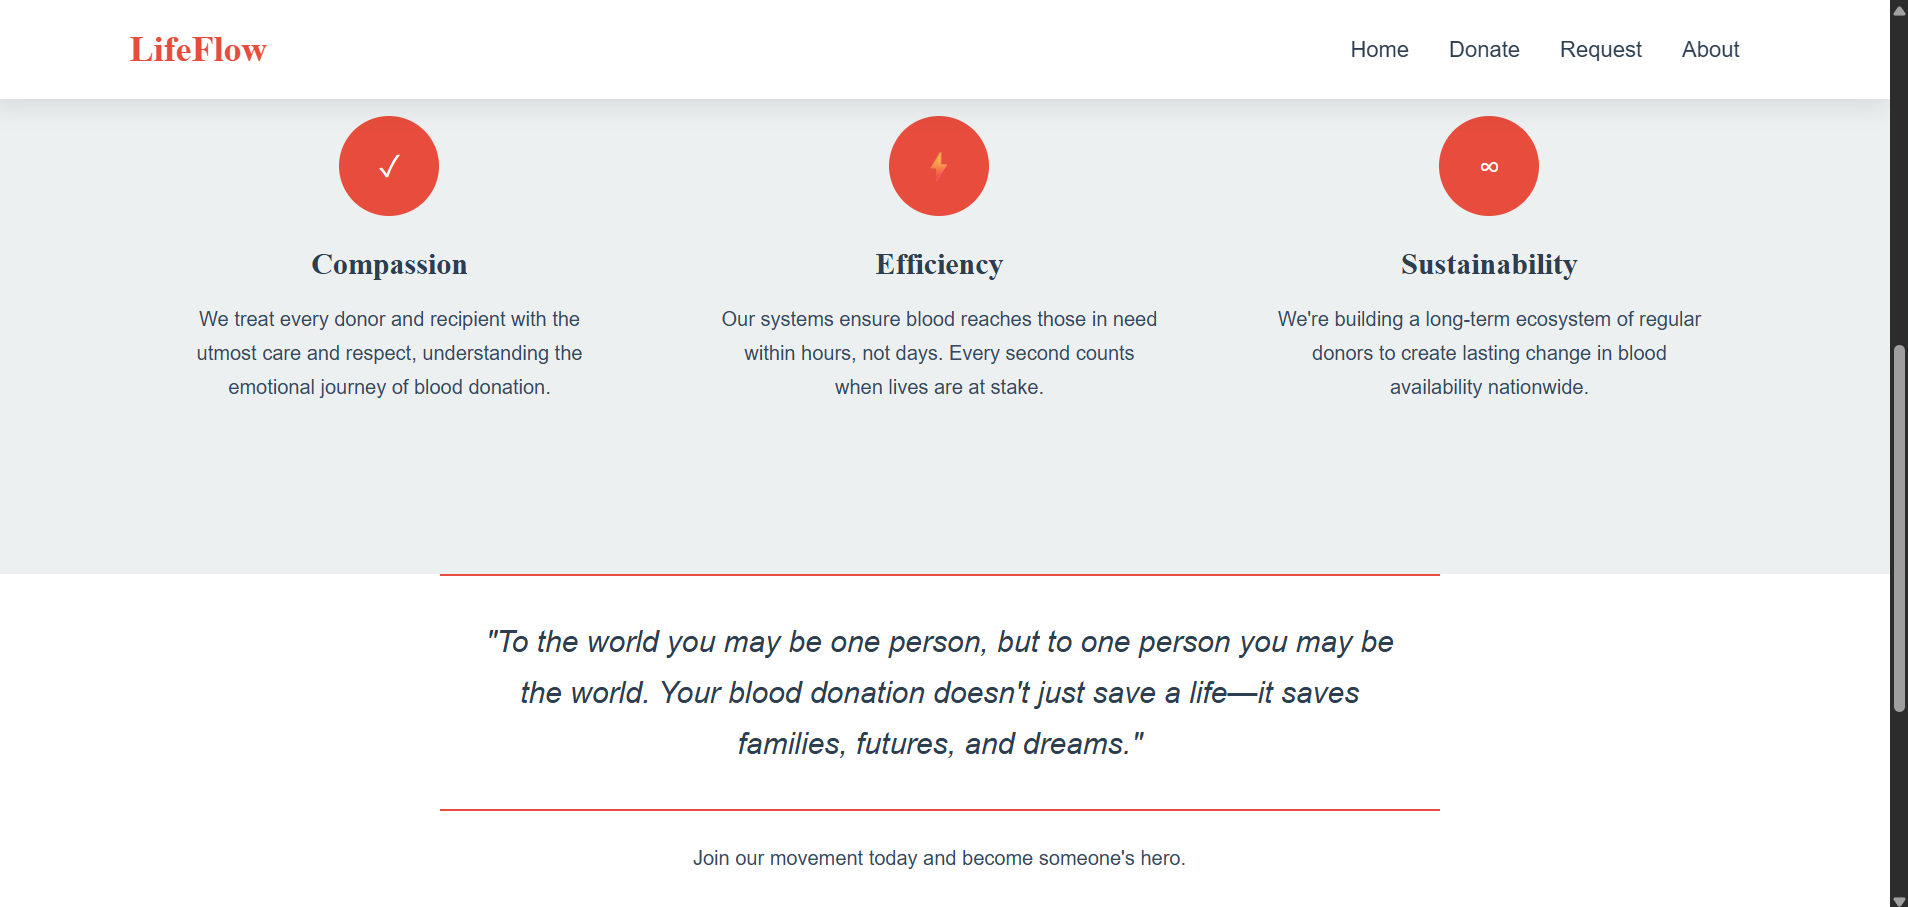 LifeFlow
Home Donate Request About
✓
⚡
∞
Compassion
We treat every donor and recipient with the
utmost care and respect, understanding the
emotional journey of blood donation.
Efficiency
Our systems ensure blood reaches those in need
within hours, not days. Every second counts
when lives are at stake.
Sustainability
We're building a long-term ecosystem of regular
donors to create lasting change in blood
availability nationwide.
"To the world you may be one person, but to one person you may be
the world. Your blood donation doesn't just save a life—it saves
families, futures, and dreams."
Join our movement today and become someone's hero.